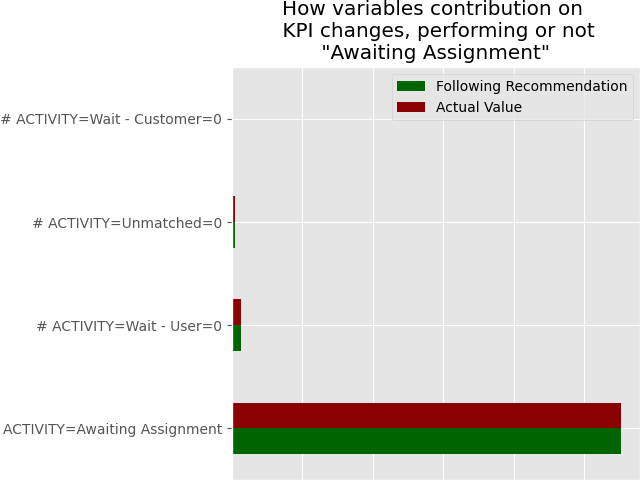 How variables contribution on
KPI changes, performing or not
"Awaiting Assignment"
Following Recommendation
Actual Value
# ACTIVITY=Wait - Customer=0
# ACTIVITY=Unmatched=0
# ACTIVITY=Wait - User=0
ACTIVITY=Awaiting Assignment